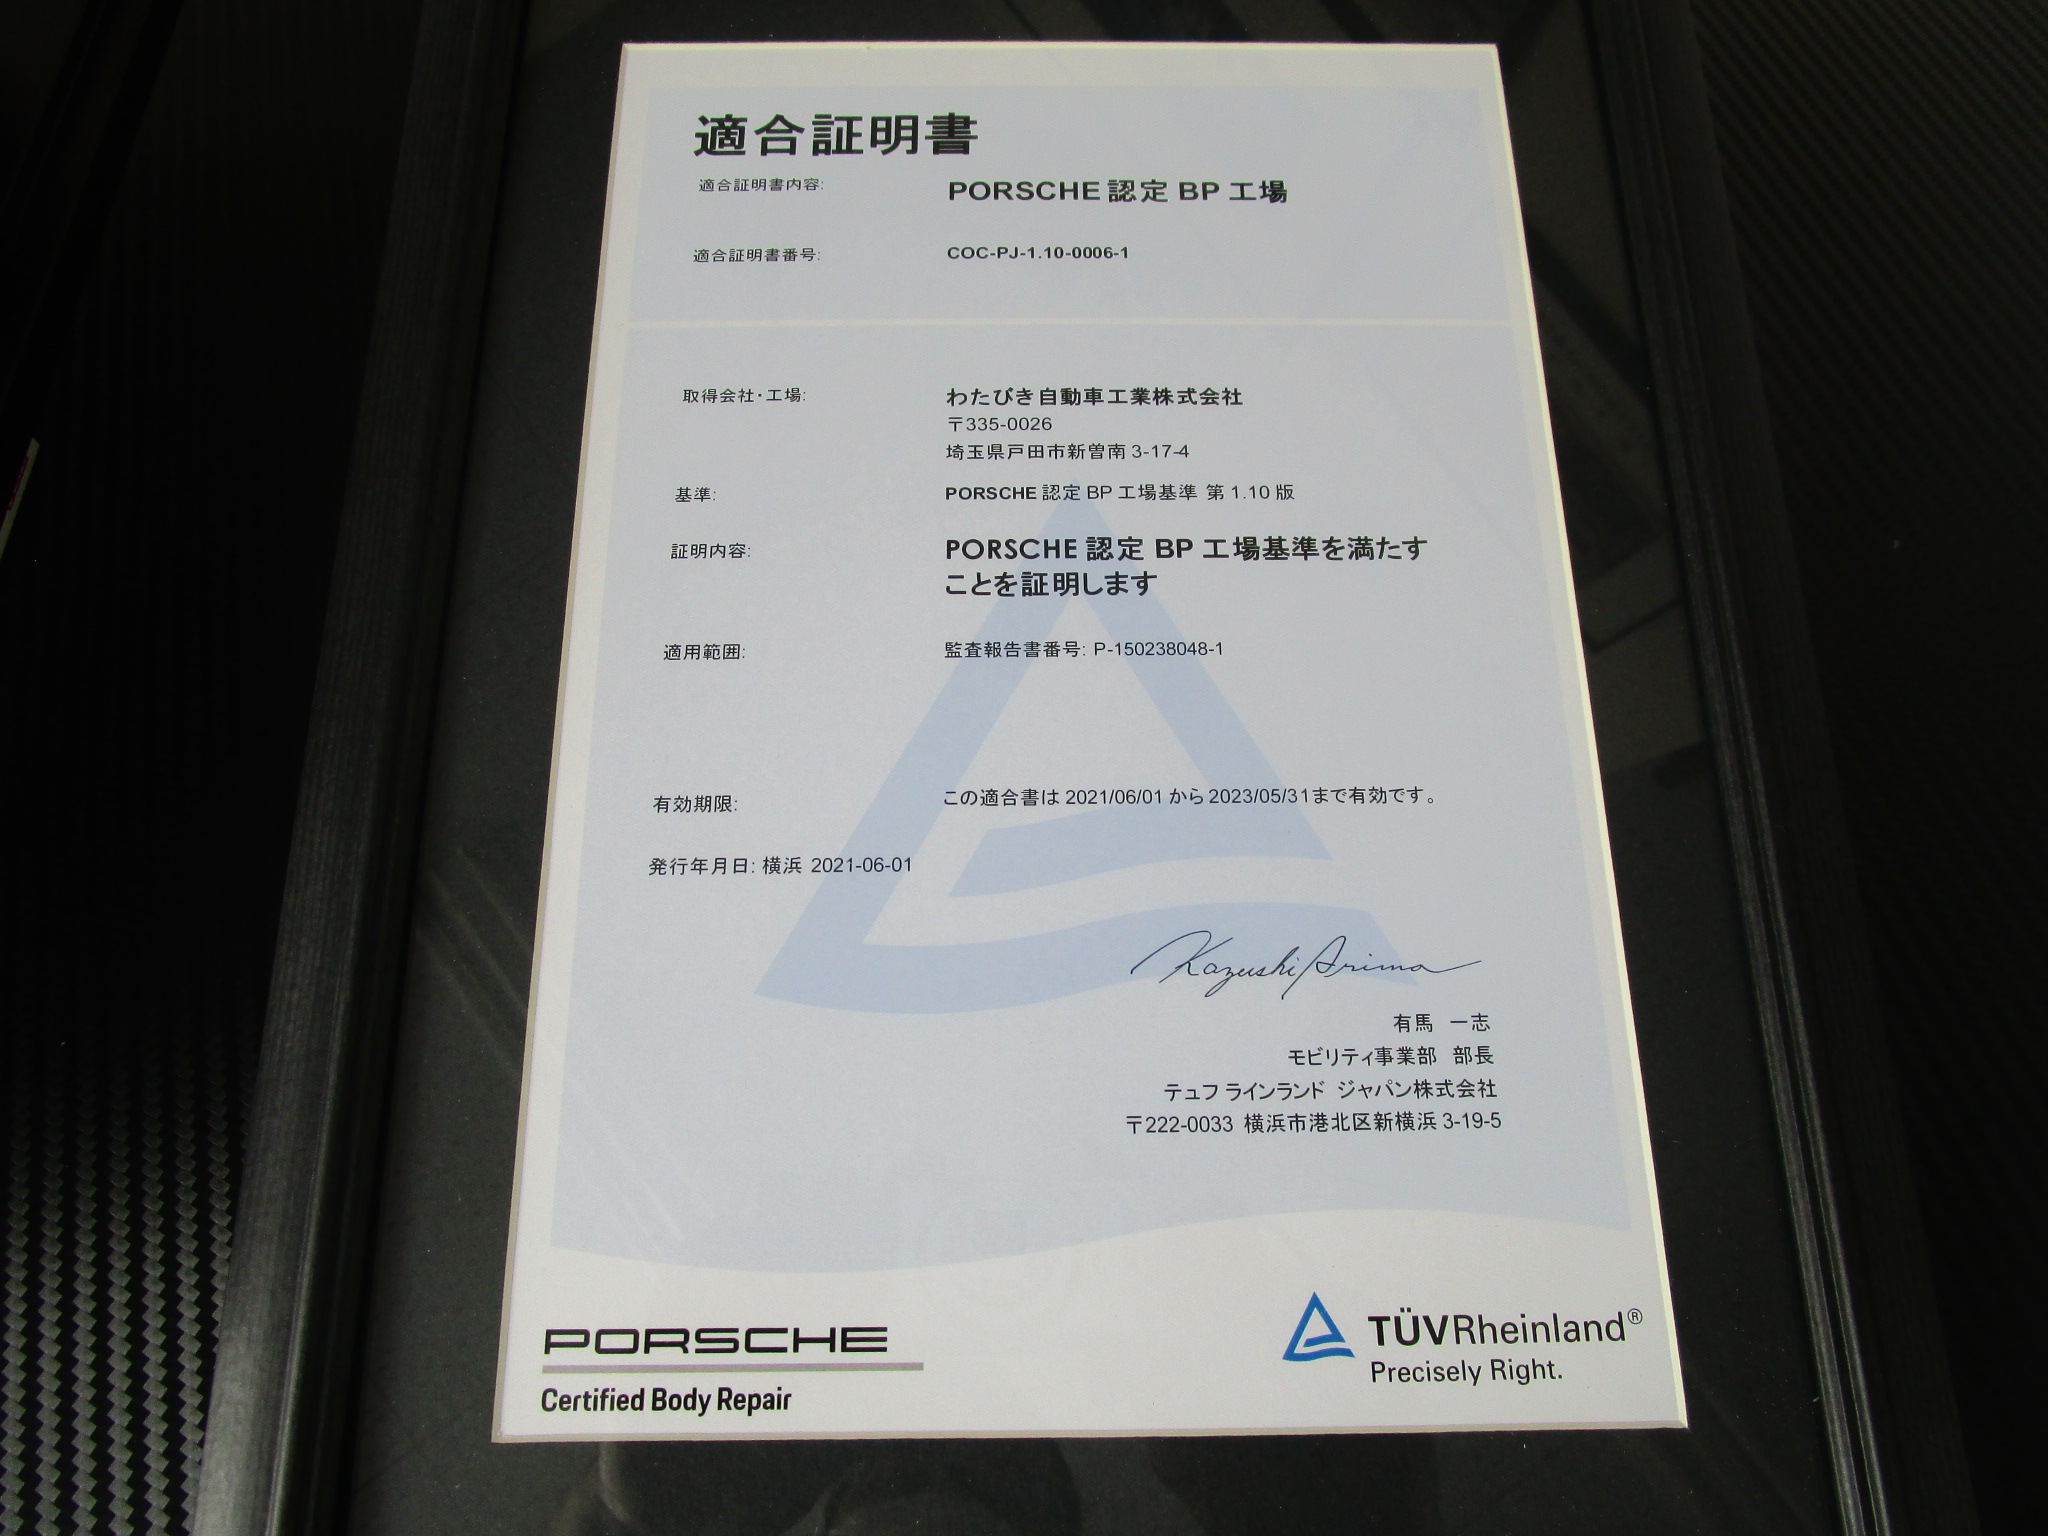 適合証明書
適合証明書内容: PORSCHE 認定 BP 工場
適合証明書番号: COC-PJ-1.10-0006-1
取得会社・工場: わたびき自動車工業株式会社
〒335-0026
埼玉県戸田市新曽南 3-17-4
基準: PORSCHE 認定 BP 工場基準 第 1.10 版
証明内容: PORSCHE 認定 BP 工場基準を満たす
ことを証明します
適用範囲: 監査報告書番号: P-150238048-1
有効期限: この適合書は 2021/06/01 から 2023/05/31まで有効です。
発行年月日: 横浜 2021-06-01
Kazushi Arima
有馬 一志
モビリティ事業部 部長
テュフ ラインランド ジャパン株式会社
〒222-0033 横浜市港北区新横浜 3-19-5
PORSCHE
Certified Body Repair
TÜVRheinland®
Precisely Right.